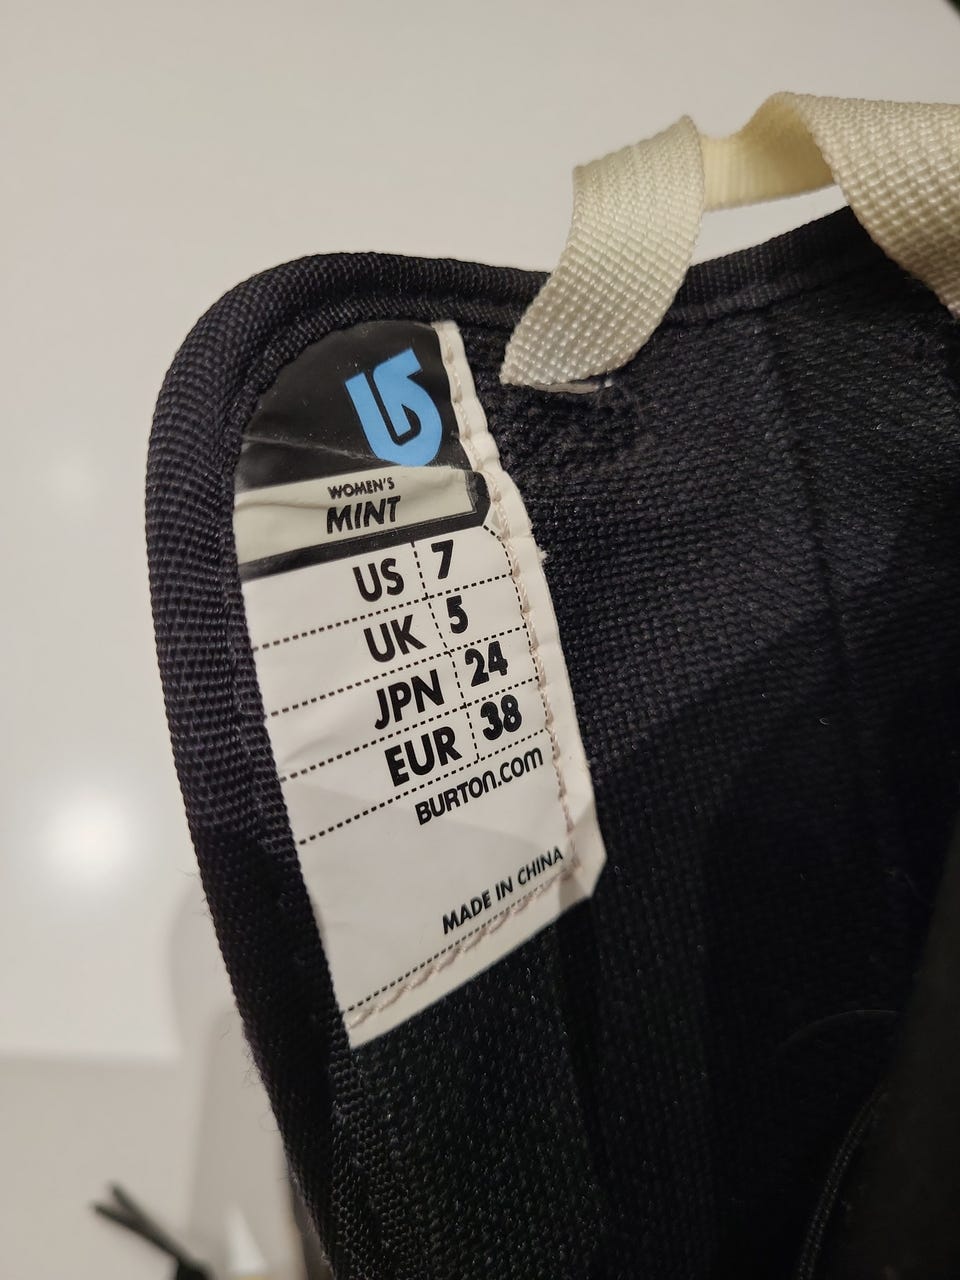 WOMEN'S
MINT
US 7
UK 5
JPN 24
EUR 38
BURTON.COM
MADE IN CHINA